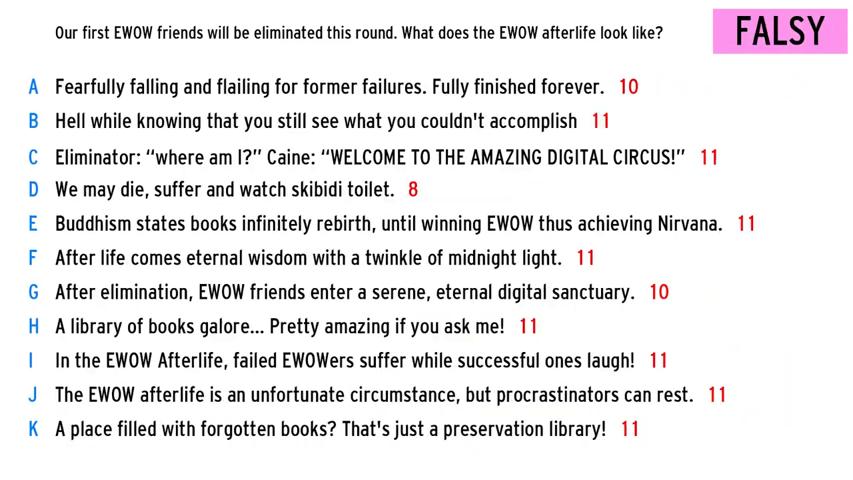 Our first EWOW friends will be eliminated this round. What does the EWOW afterlife look like?
FALSY
A Fearfully falling and flailing for former failures. Fully finished forever. 10
B Hell while knowing that you still see what you couldn't accomplish 11
C Eliminator: “where am I?” Caine: “WELCOME TO THE AMAZING DIGITAL CIRCUS!” 11
D We may die, suffer and watch skibidi toilet. 8
E Buddhism states books infinitely rebirth, until winning EWOW thus achieving Nirvana. 11
F After life comes eternal wisdom with a twinkle of midnight light. 11
G After elimination, EWOW friends enter a serene, eternal digital sanctuary. 10
H A library of books galore... Pretty amazing if you ask me! 11
I In the EWOW Afterlife, failed EWOWers suffer while successful ones laugh! 11
J The EWOW afterlife is an unfortunate circumstance, but procrastinators can rest. 11
K A place filled with forgotten books? That's just a preservation library! 11